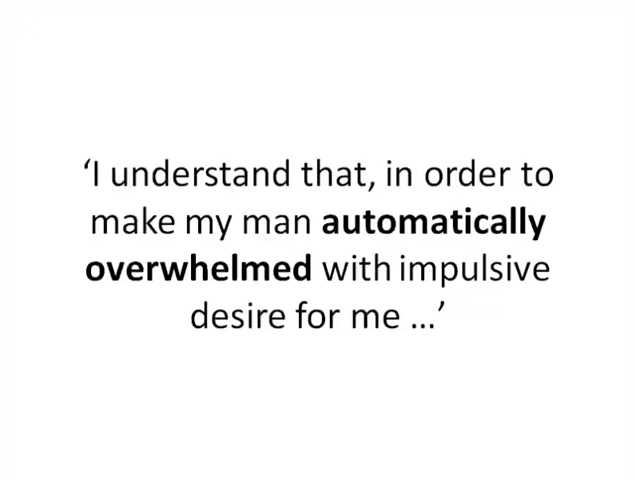 ‘I understand that, in order to
make my man automatically
overwhelmed with impulsive
desire for me ...’